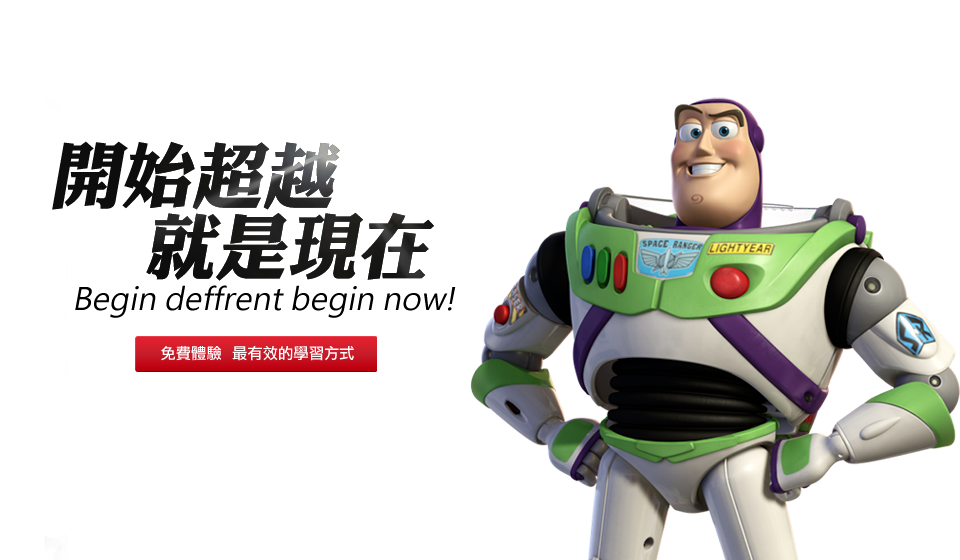 開始超越
就是現在
Begin deffrent begin now!
免費體驗 最有效的學習方式
SPACE RANGER
LIGHTYEAR